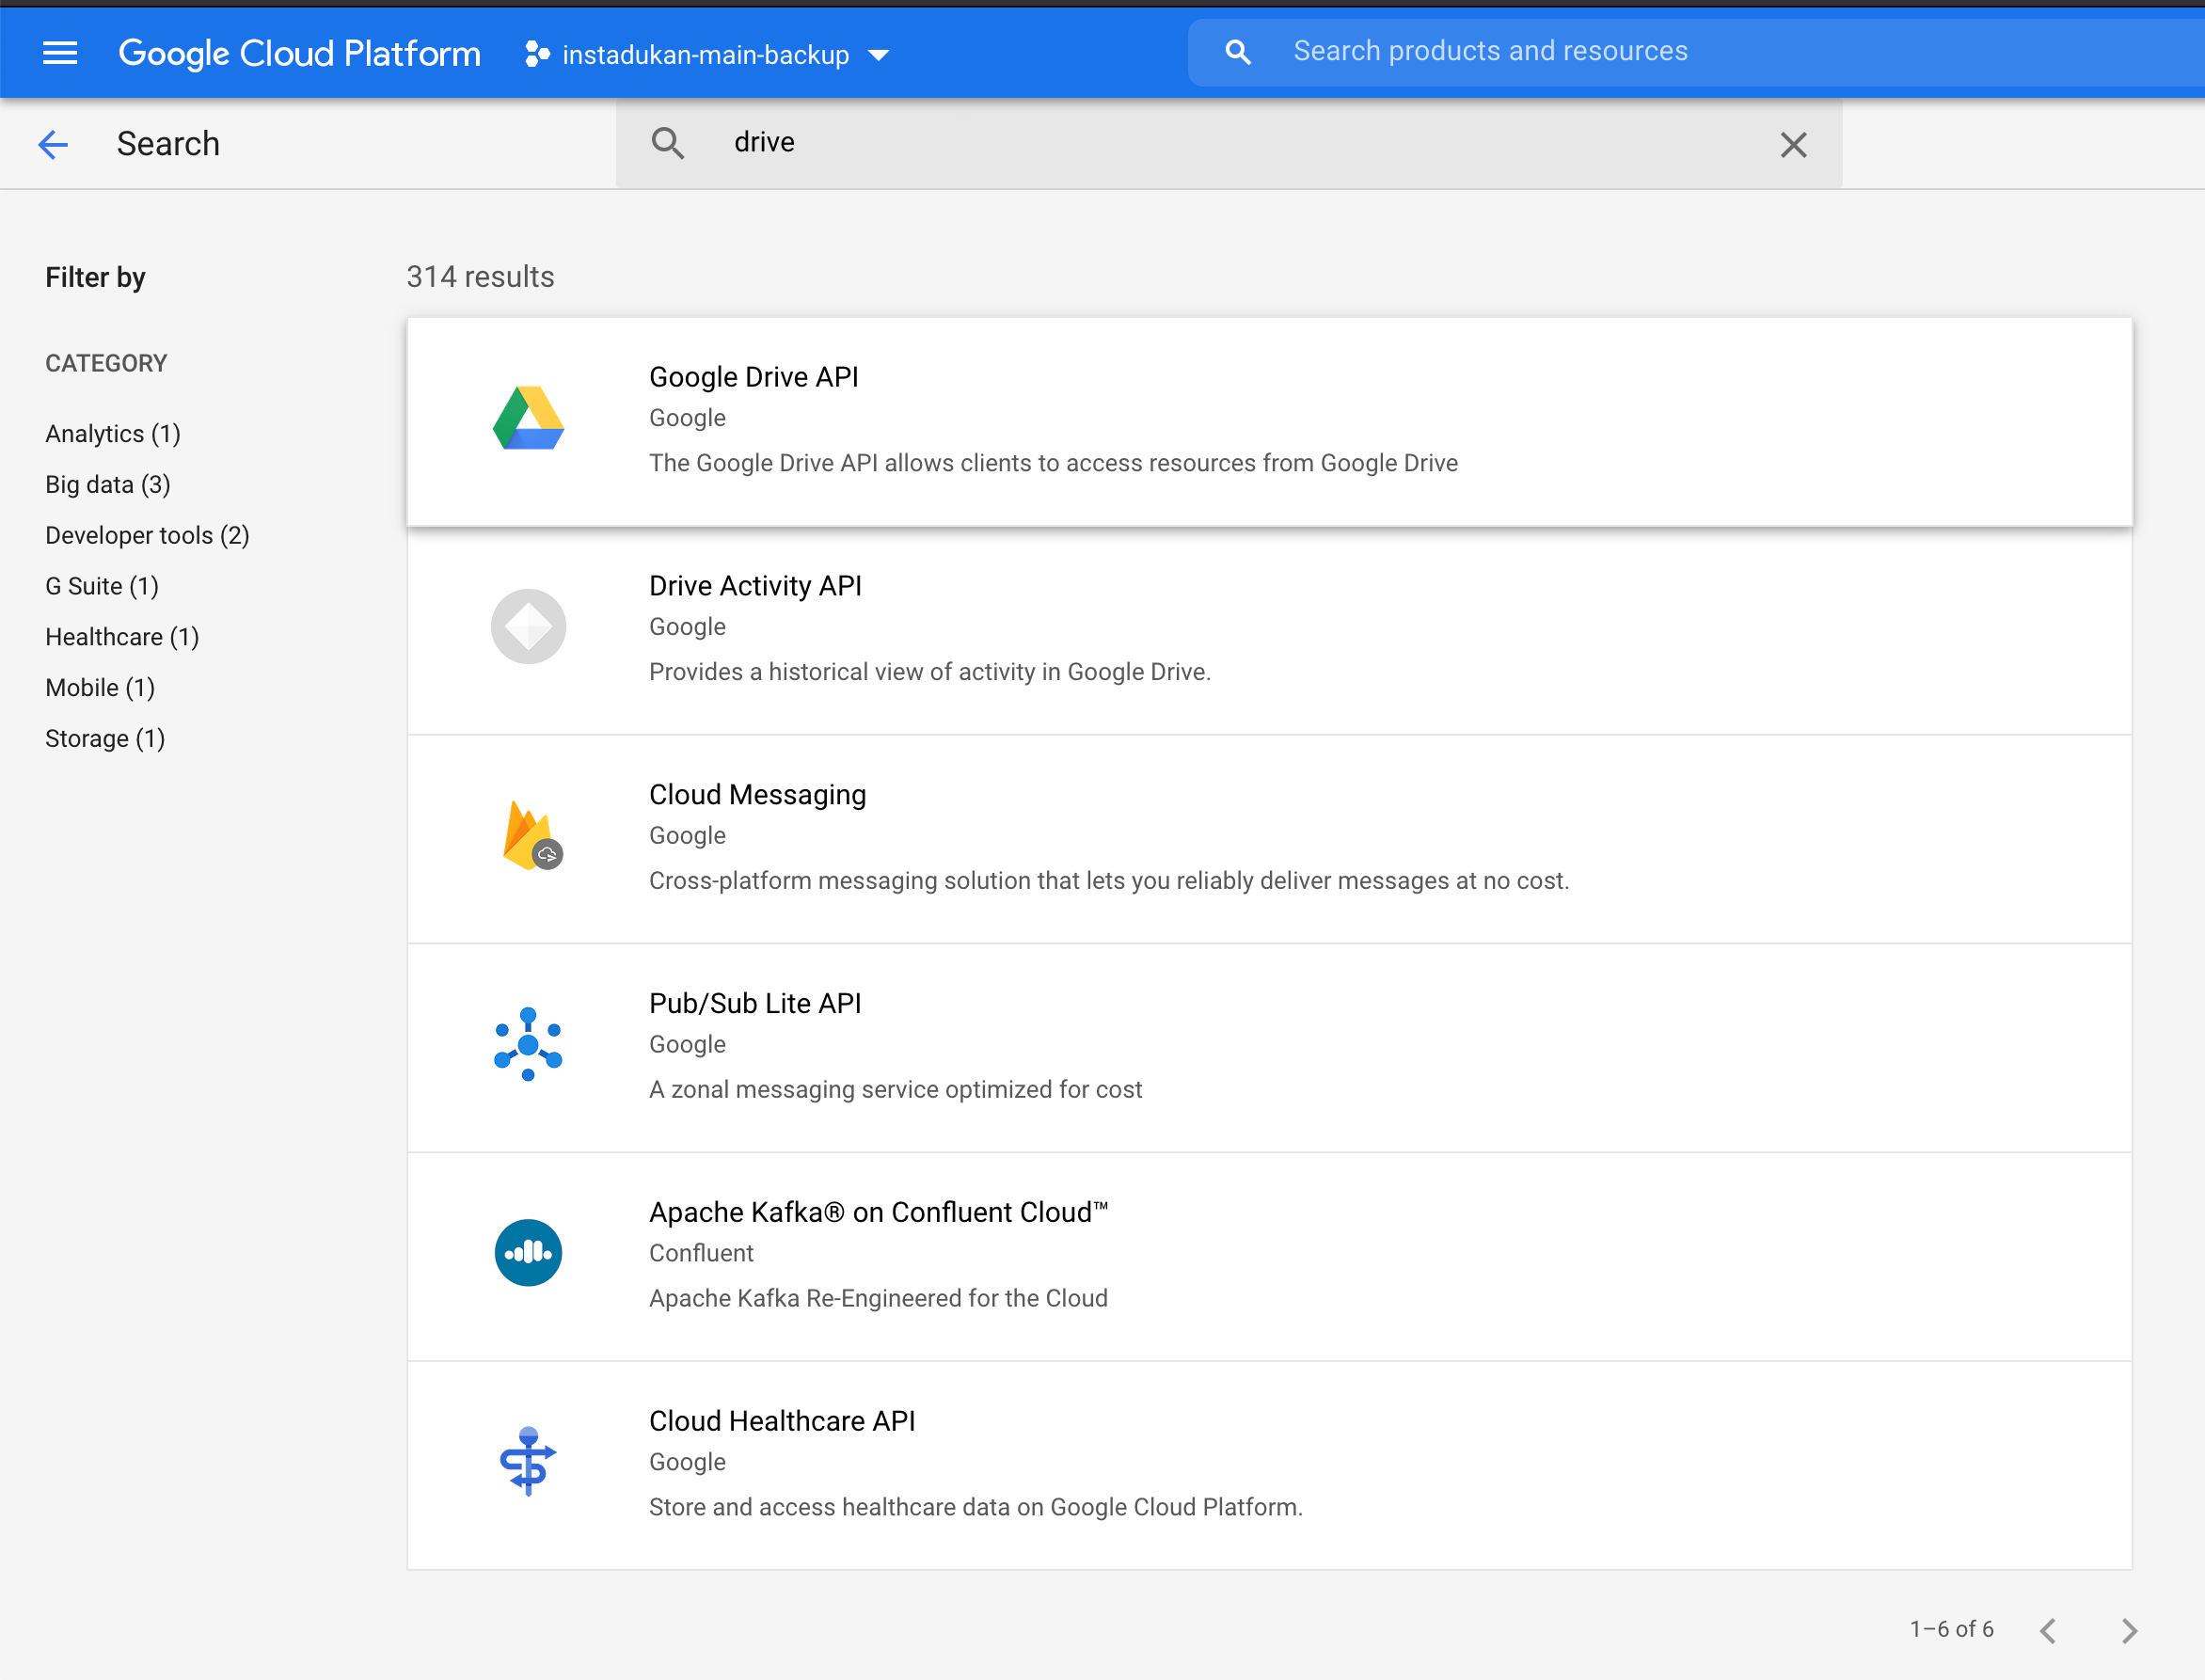 Google Cloud Platform
instadukan-main-backup
Search products and resources
Search
drive
Filter by
314 results
CATEGORY
Analytics (1)
Big data (3)
Developer tools (2)
G Suite (1)
Healthcare (1)
Mobile (1)
Storage (1)
Google Drive API
Google
The Google Drive API allows clients to access resources from Google Drive
Drive Activity API
Google
Provides a historical view of activity in Google Drive.
Cloud Messaging
Google
Cross-platform messaging solution that lets you reliably deliver messages at no cost.
Pub/Sub Lite API
Google
A zonal messaging service optimized for cost
Apache Kafka® on Confluent Cloud™
Confluent
Apache Kafka Re-Engineered for the Cloud
Cloud Healthcare API
Google
Store and access healthcare data on Google Cloud Platform.
1–6 of 6